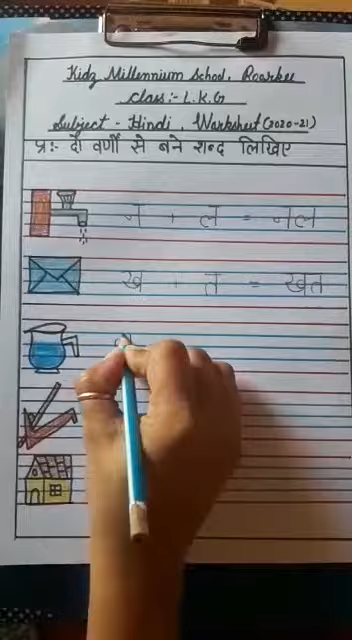 Kidz Millennium School, Roorkee
Class:- L.K.G
Subject - Hindi, Worksheet (2020-21)
प्र:- दो वर्णों से बने शब्द लिखिए
न + ल = नल
ख + त = खत